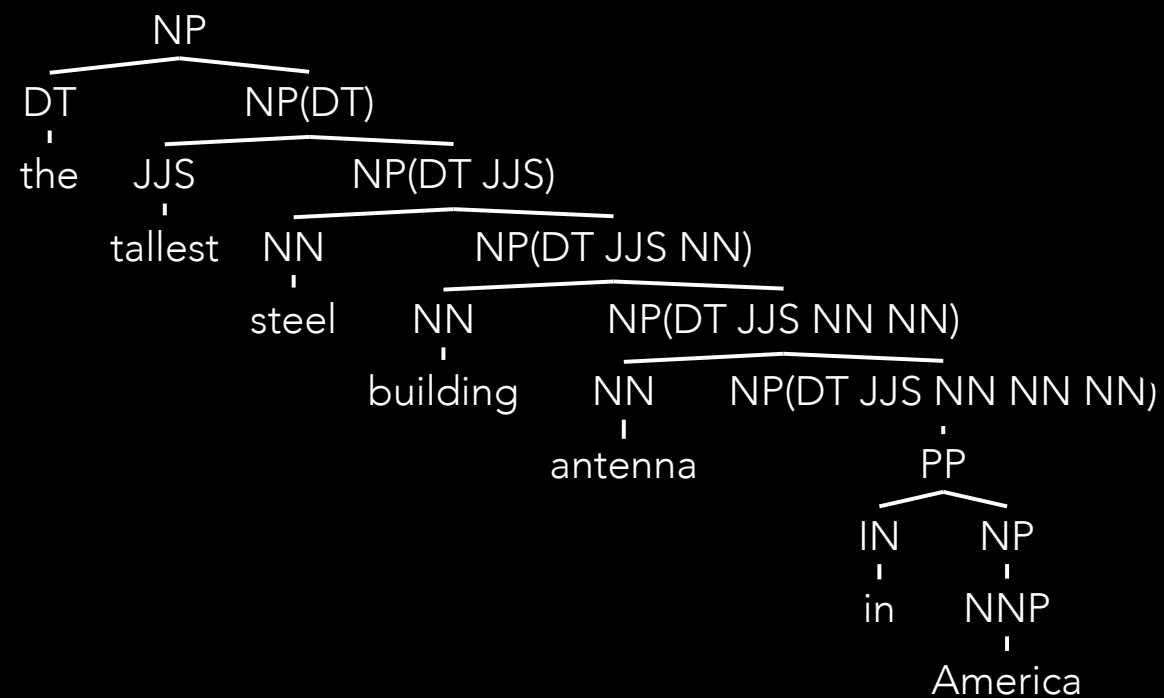 NP
DT NP(DT)
the JJS NP(DT JJS)
tallest NN NP(DT JJS NN)
steel NN NP(DT JJS NN NN)
building NN NP(DT JJS NN NN NN)
antenna PP
IN NP
in NNP
America